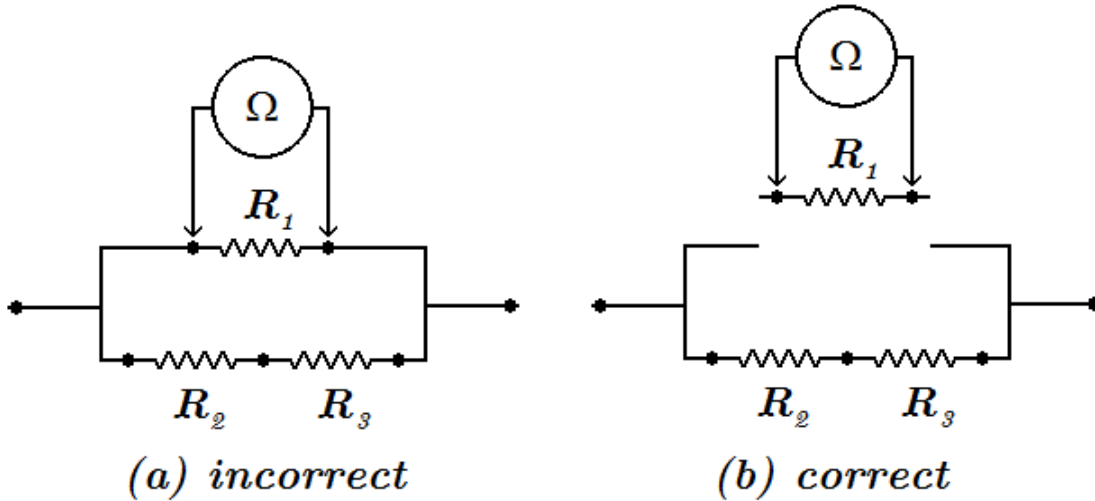 Ω
R₁
R₂ R₃
(a) incorrect
Ω
R₁
R₂ R₃
(b) correct